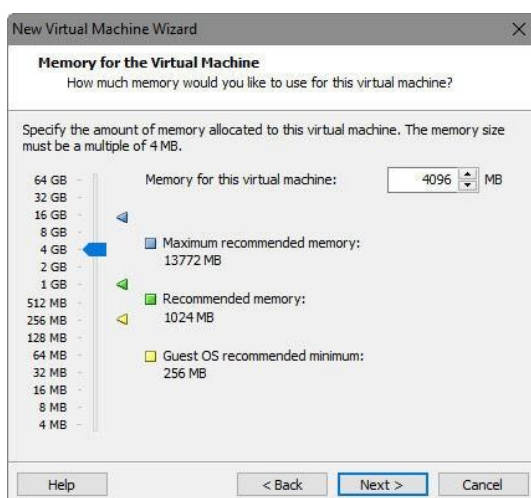 New Virtual Machine Wizard
Memory for the Virtual Machine
How much memory would you like to use for this virtual machine?
Specify the amount of memory allocated to this virtual machine. The memory size
must be a multiple of 4 MB.
64 GB
32 GB
16 GB
8 GB
4 GB
2 GB
1 GB
512 MB
256 MB
128 MB
64 MB
32 MB
16 MB
8 MB
4 MB
Memory for this virtual machine: 4096 MB
Maximum recommended memory:
13772 MB
Recommended memory:
1024 MB
Guest OS recommended minimum:
256 MB
Help < Back Next > Cancel